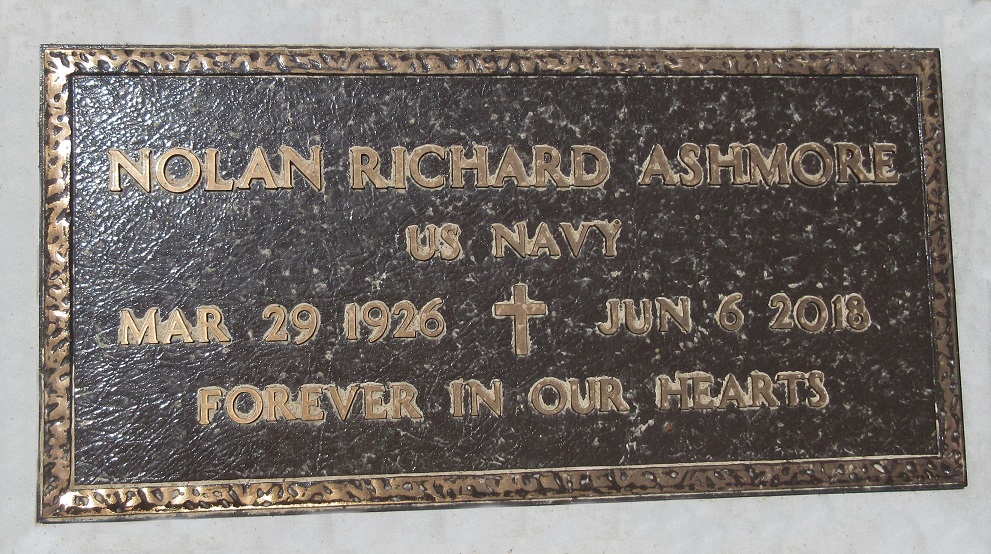 NOLAN RICHARD ASHMORE
US NAVY
MAR 29 1926 JUN 6 2018
FOREVER IN OUR HEARTS